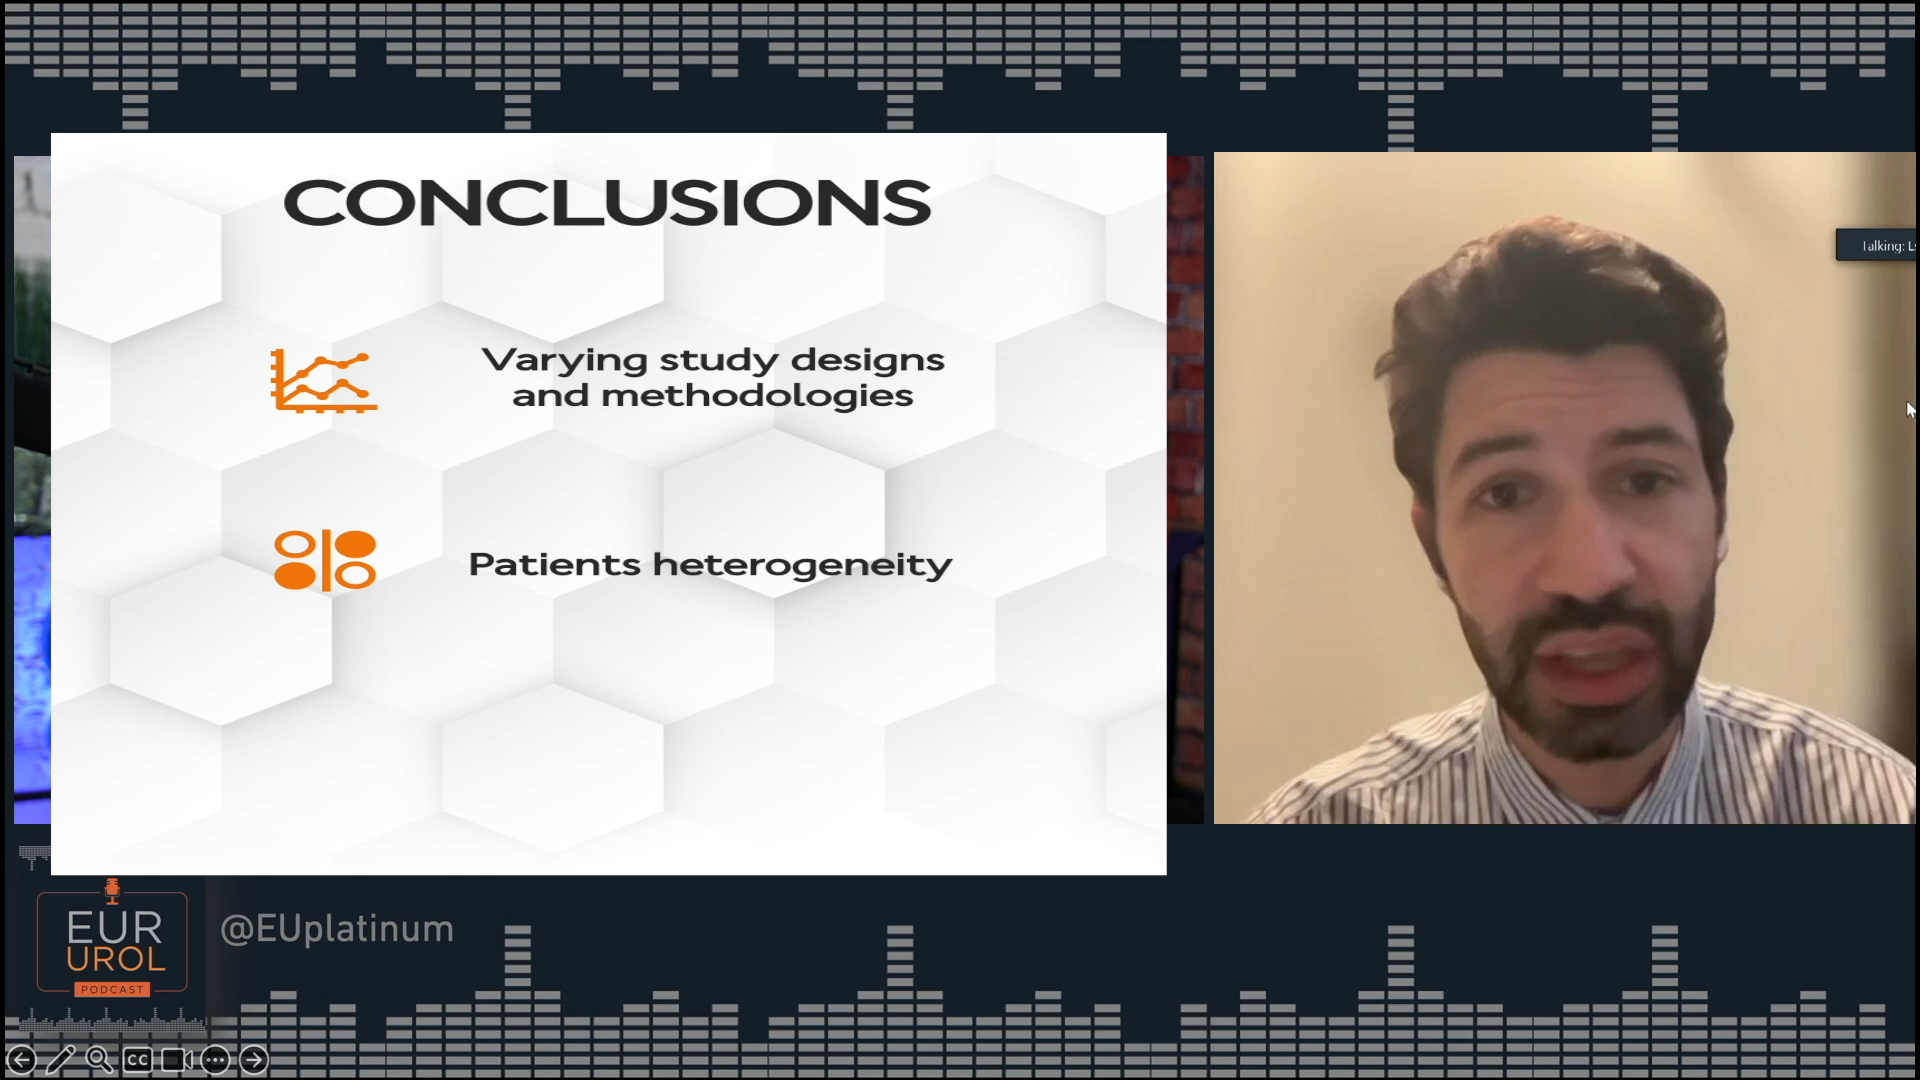 CONCLUSIONS
Varying study designs
and methodologies
Patients heterogeneity
Talking:
EUR
UROL
PODCAST
@EUplatinum
CC